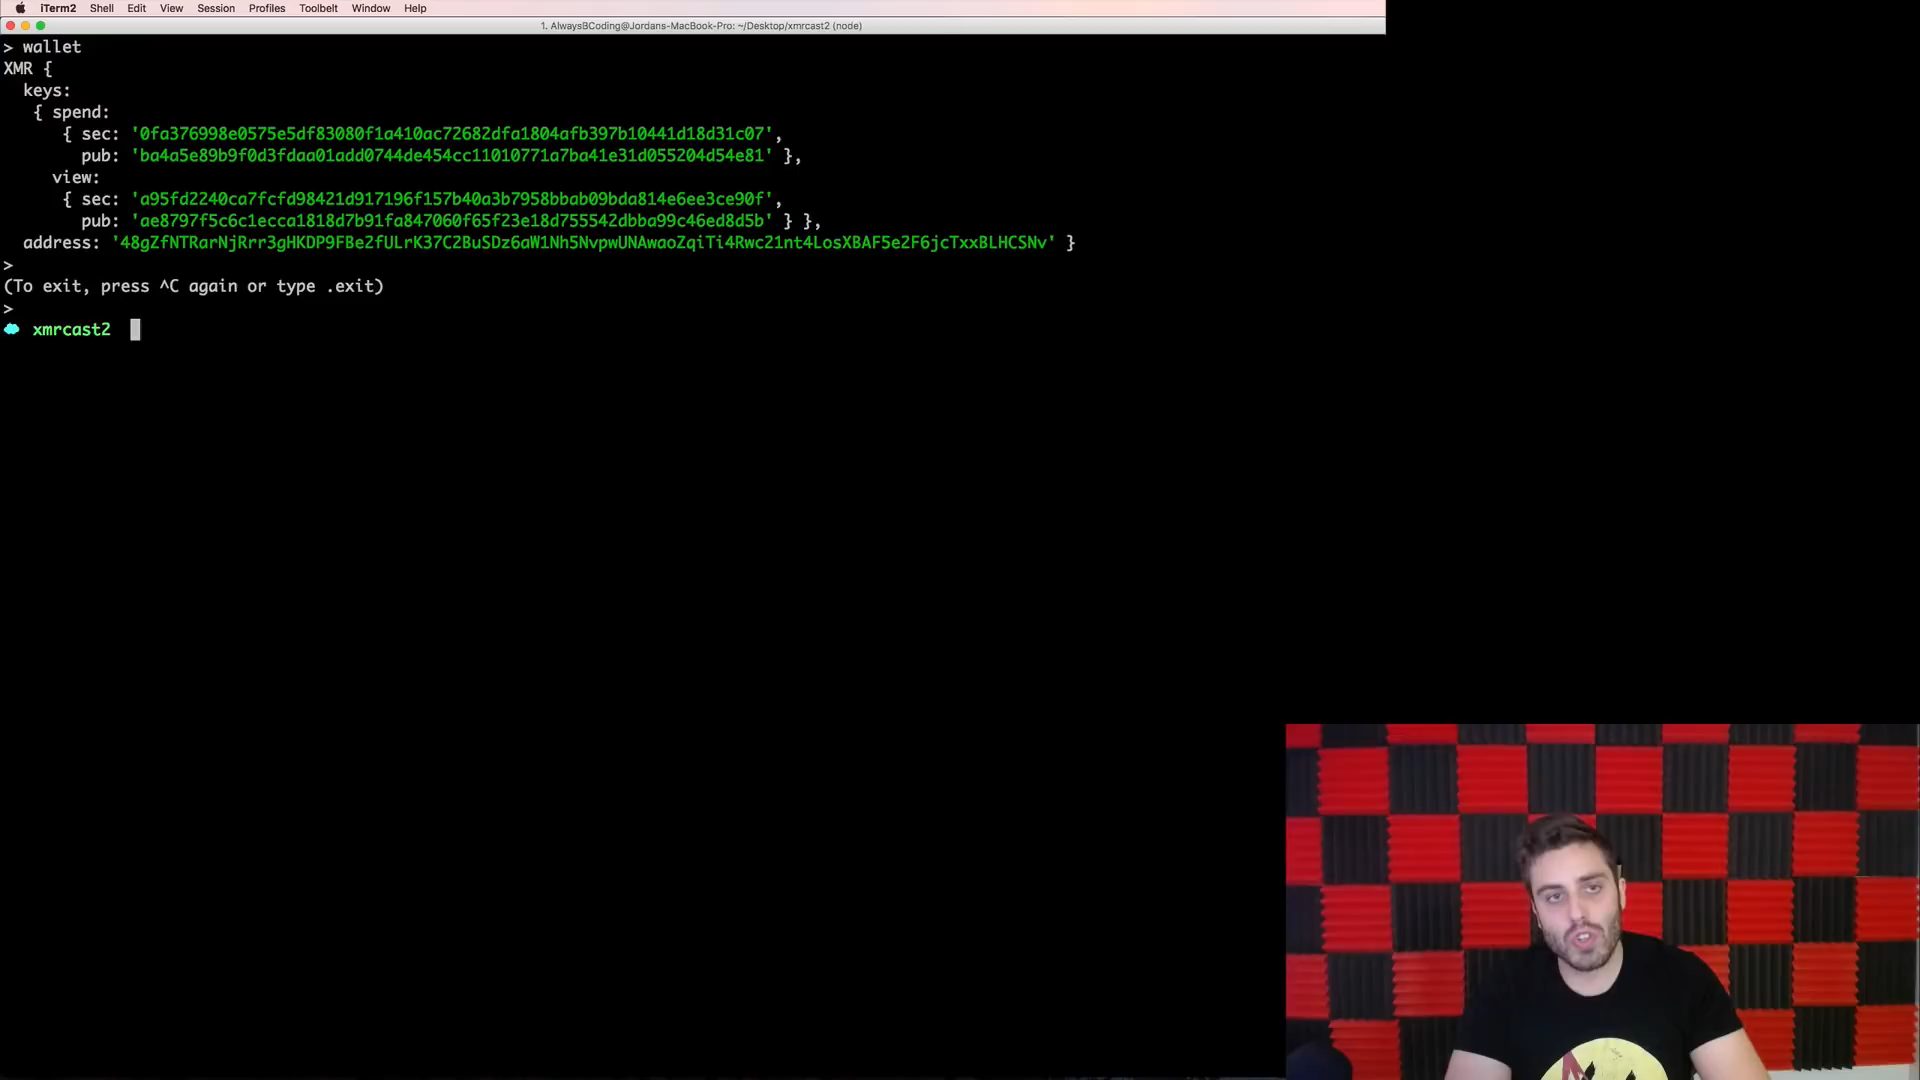 iTerm2 Shell Edit View Session Profiles Toolbelt Window Help
1. AlwaysBCoding@Jordans-MacBook-Pro: ~/Desktop/xmrcast2 (node)
> wallet
XMR {
keys:
{ spend:
{ sec: '0fa376998e0575e5df83080f1a410ac72682dfa1804afb397b10441d18d31c07',
pub: 'ba4a5e89b9f0d3fdaa01add0744de454cc11010771a7ba41e31d055204d54e81' },
view:
{ sec: 'a95fd2240ca7fcfd98421d917196f157b40a3b7958bbab09bda814e6ee3ce90f',
pub: 'ae8797f5c6c1ecca1818d7b91fa847060f65f23e18d755542dbba99c46ed8d5b' } },
address: '48gZfNTRarNjRrr3gHKDP9FBe2fULrK37C2BuSDz6aW1Nh5NvpwUNAwaoZqiTi4Rwc21nt4LosXBAF5e2F6jcTxxBLHCSNv' }
>
(To exit, press ^C again or type .exit)
>
xmrcast2